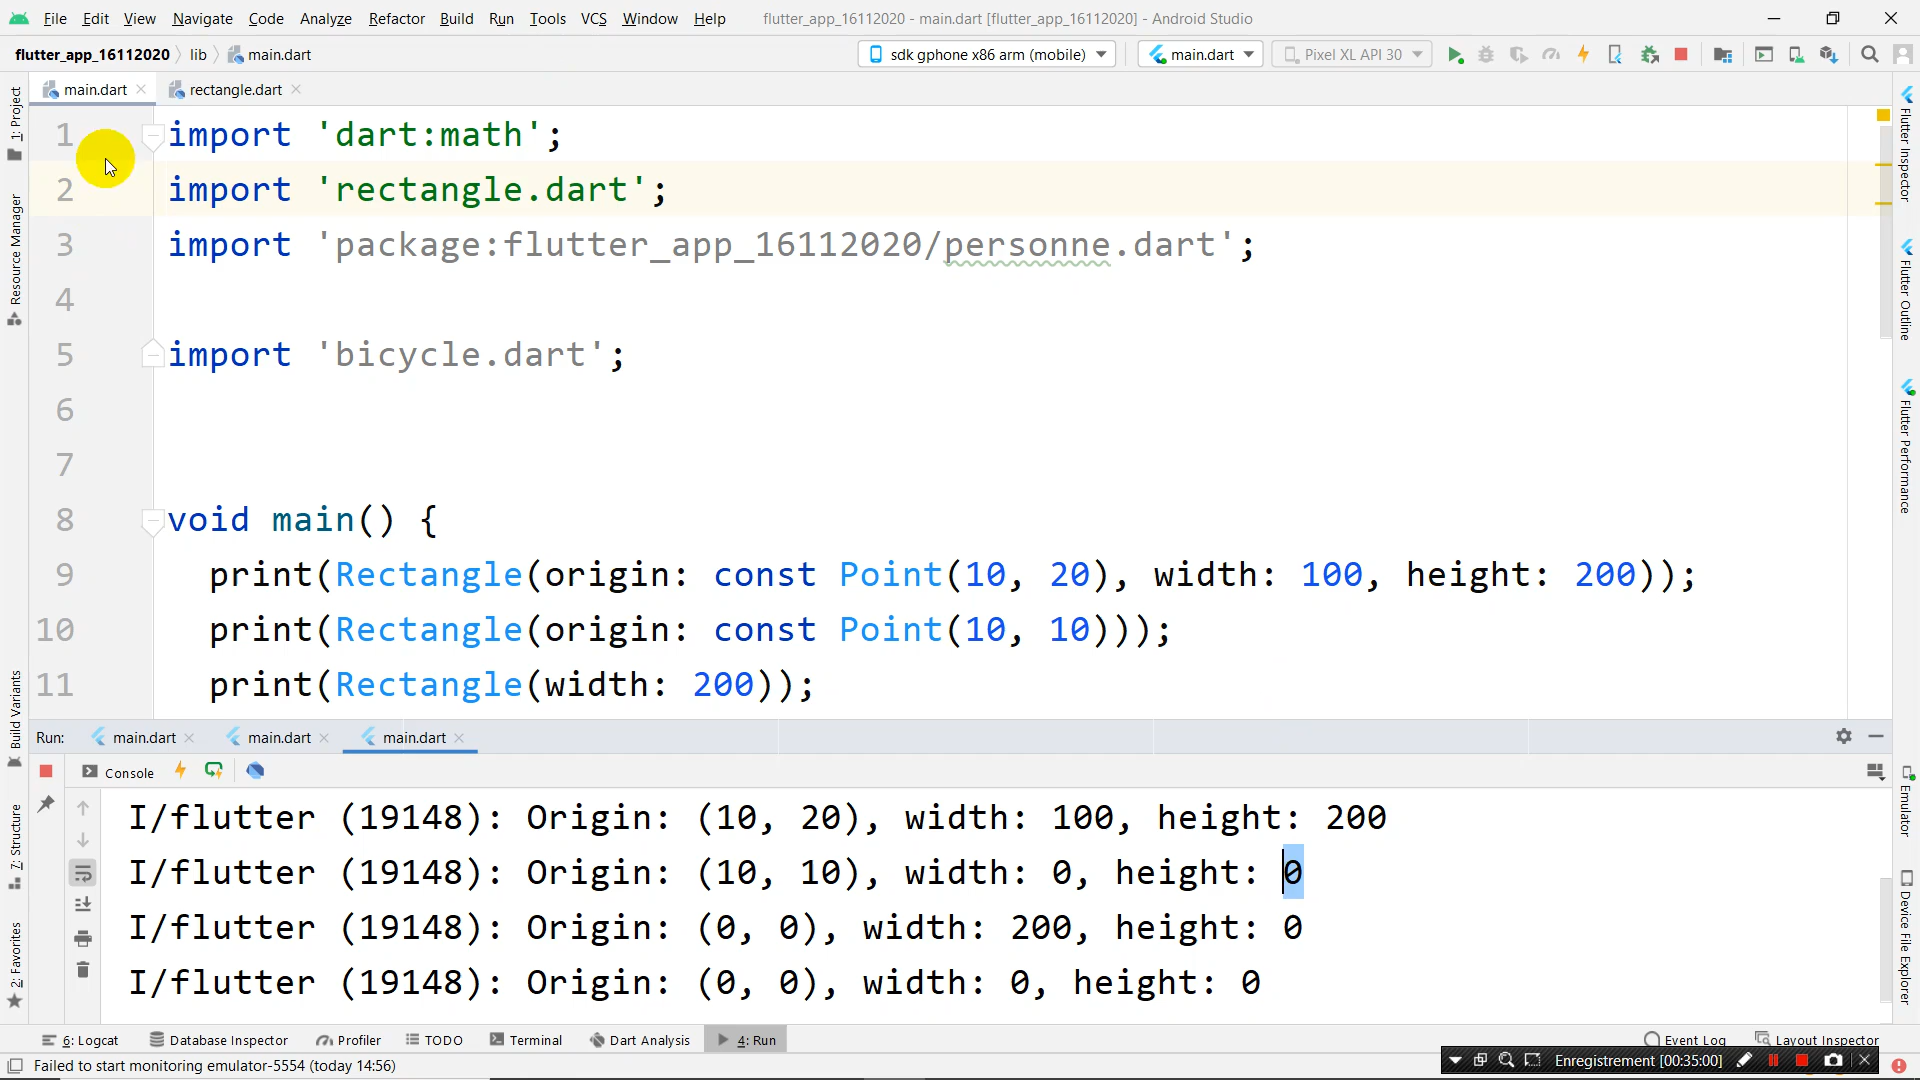 File Edit View Navigate Code Analyze Refactor Build Run Tools VCS Window Help flutter_app_16112020 - main.dart [flutter_app_16112020] - Android Studio
flutter_app_16112020 lib main.dart sdk gphone x86 arm (mobile) main.dart Pixel XL API 30
main.dart rectangle.dart
1: Project
Resource Manager
Build Variants
7: Structure
2: Favorites
1 import 'dart:math';
2 import 'rectangle.dart';
3 import 'package:flutter_app_16112020/personne.dart';
4
5 import 'bicycle.dart';
6
7
8 void main() {
9 print(Rectangle(origin: const Point(10, 20), width: 100, height: 200));
10 print(Rectangle(origin: const Point(10, 10)));
11 print(Rectangle(width: 200));
Flutter Inspector
Flutter Outline
Flutter Performance
Emulator
Device File Explorer
Run: main.dart main.dart main.dart
Console
I/flutter (19148): Origin: (10, 20), width: 100, height: 200
I/flutter (19148): Origin: (10, 10), width: 0, height: 0
I/flutter (19148): Origin: (0, 0), width: 200, height: 0
I/flutter (19148): Origin: (0, 0), width: 0, height: 0
6: Logcat Database Inspector Profiler TODO Terminal Dart Analysis 4: Run Event Log Layout Inspector
Failed to start monitoring emulator-5554 (today 14:56) Enregistrement [00:35:00]